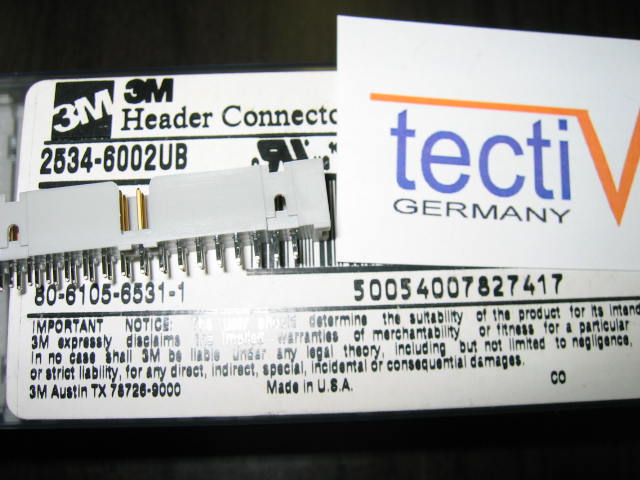 3M
3M
Header Connecto
2534-6002UB
tecti
GERMANY
80-6105-6531-1
50054007827417
IMPORTANT NOTICE: the user should determine the suitability of the product for its intend
3M expressly disclaims the implied warranties of merchantability or fitness for a particular
In no case shall 3M be liable under any legal theory, including but not limited to negligence,
or strict liability, for any direct, indirect, special, incidental or consequential damages.
3M Austin TX 78726-9000
Made in U.S.A.
CO